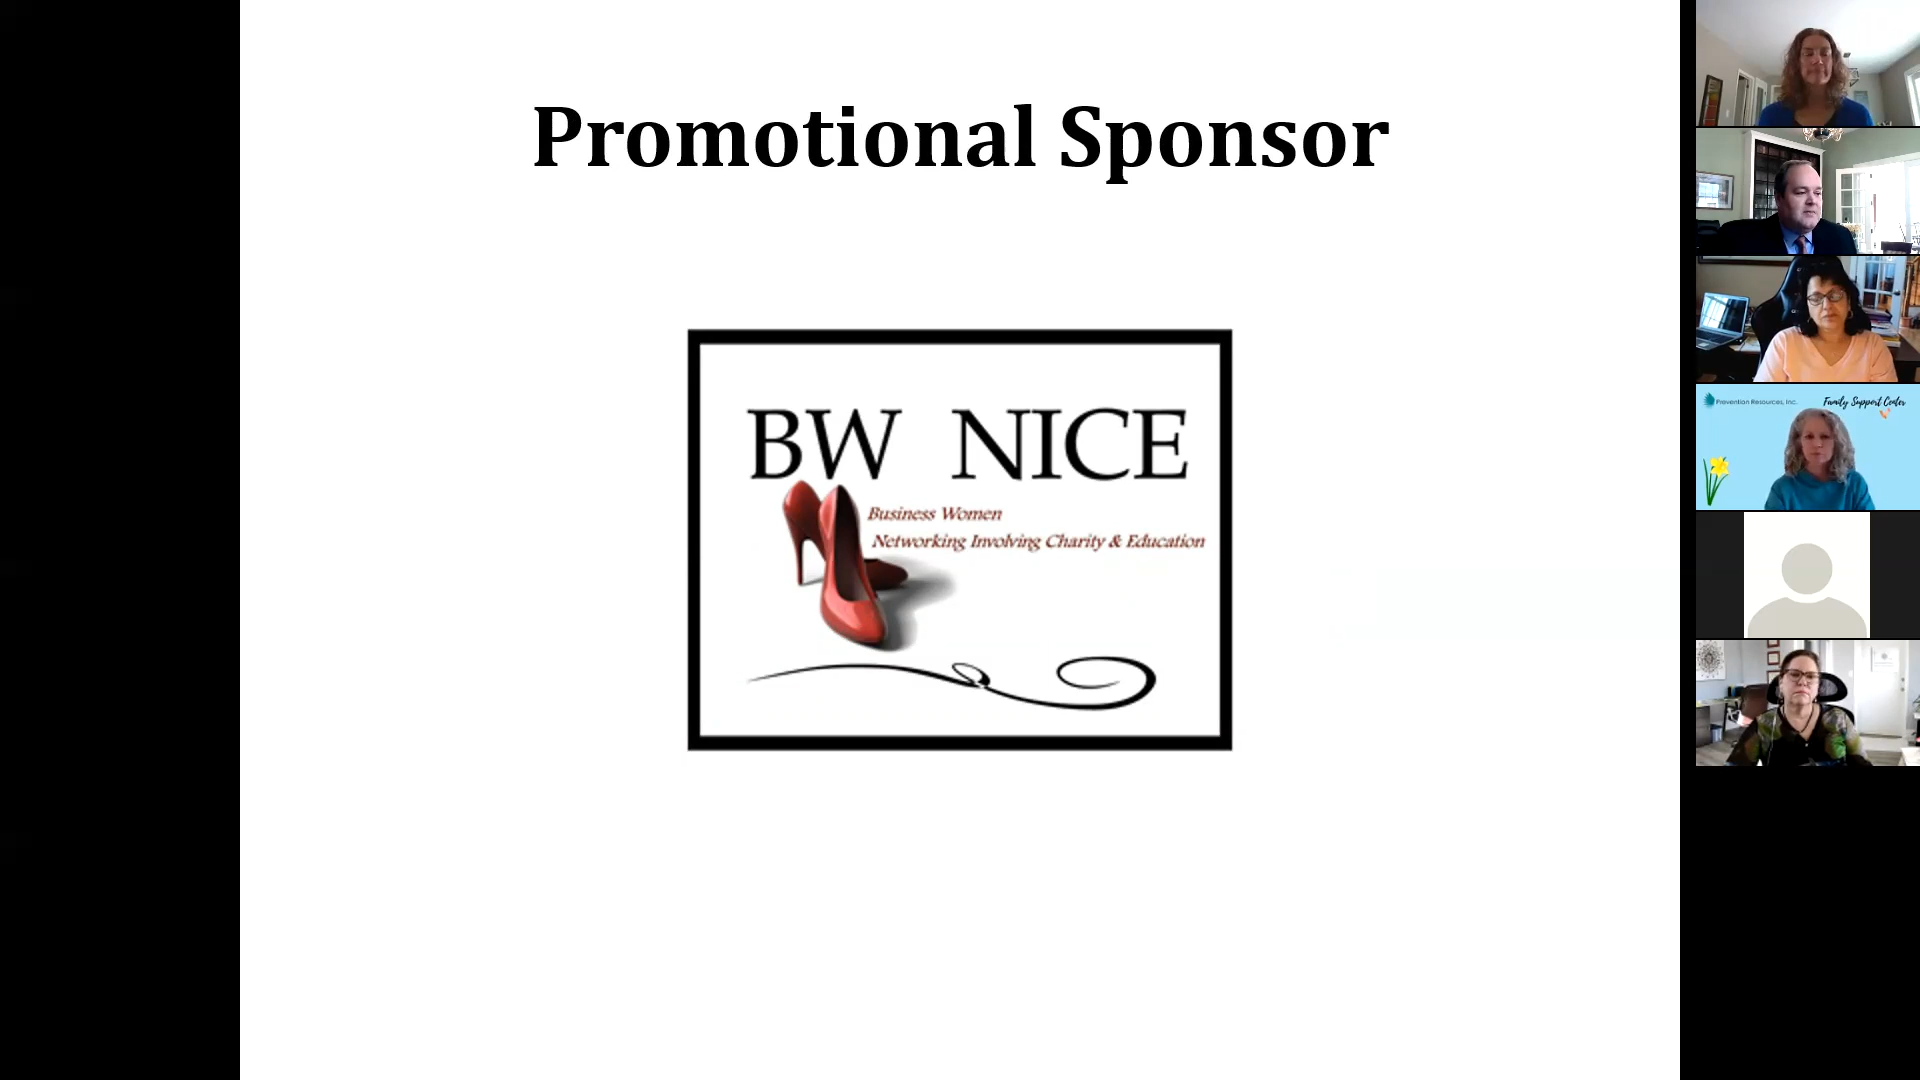 Promotional Sponsor
BW NICE
Business Women
Networking Involving Charity & Education
Prevention Resources, Inc.
Family Support Center